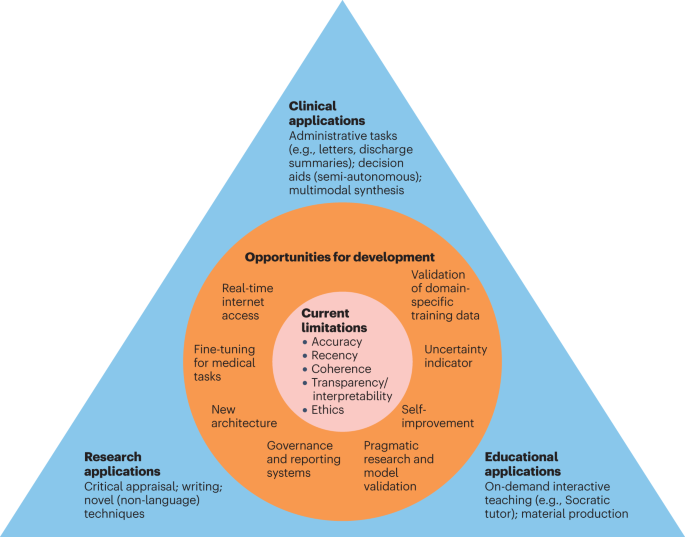 Clinical
applications
Administrative tasks
(e.g., letters, discharge
summaries); decision
aids (semi-autonomous);
multimodal synthesis
Opportunities for development
Real-time
internet
access
Validation
of domain-
specific
training data
Current
limitations
• Accuracy
• Recency
• Coherence
• Transparency/
interpretability
• Ethics
Fine-tuning
for medical
tasks
Uncertainty
indicator
New
architecture
Self-
improvement
Governance
and reporting
systems
Pragmatic
research and
model
validation
Research
applications
Critical appraisal; writing;
novel (non-language)
techniques
Educational
applications
On-demand interactive
teaching (e.g., Socratic
tutor); material production